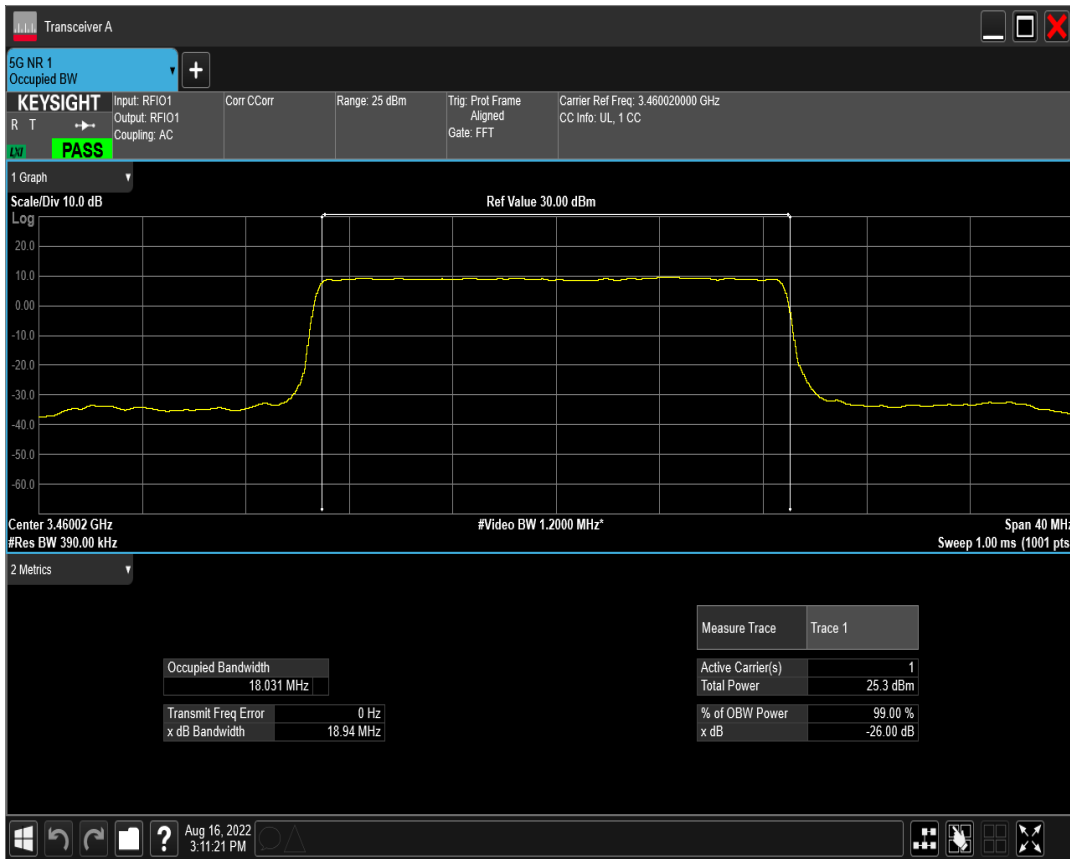 Transceiver A
5G NR 1
Occupied BW
KEYSIGHT
R T
LXI
PASS
Input: RFIO1
Output: RFIO1
Coupling: AC
Corr CCorr
Range: 25 dBm
Trig: Prot Frame
Aligned
Gate: FFT
Carrier Ref Freq: 3.460020000 GHz
CC Info: UL, 1 CC
1 Graph
Scale/Div 10.0 dB
Ref Value 30.00 dBm
Log
20.0
10.0
0.00
-10.0
-20.0
-30.0
-40.0
-50.0
-60.0
Center 3.46002 GHz
#Video BW 1.2000 MHz*
Span 40 MHz
#Res BW 390.00 kHz
Sweep 1.00 ms (1001 pts
2 Metrics
Measure Trace Trace 1
Occupied Bandwidth
18.031 MHz
Active Carrier(s) 1
Total Power 25.3 dBm
Transmit Freq Error 0 Hz
x dB Bandwidth 18.94 MHz
% of OBW Power 99.00 %
x dB -26.00 dB
?
Aug 16, 2022
3:11:21 PM